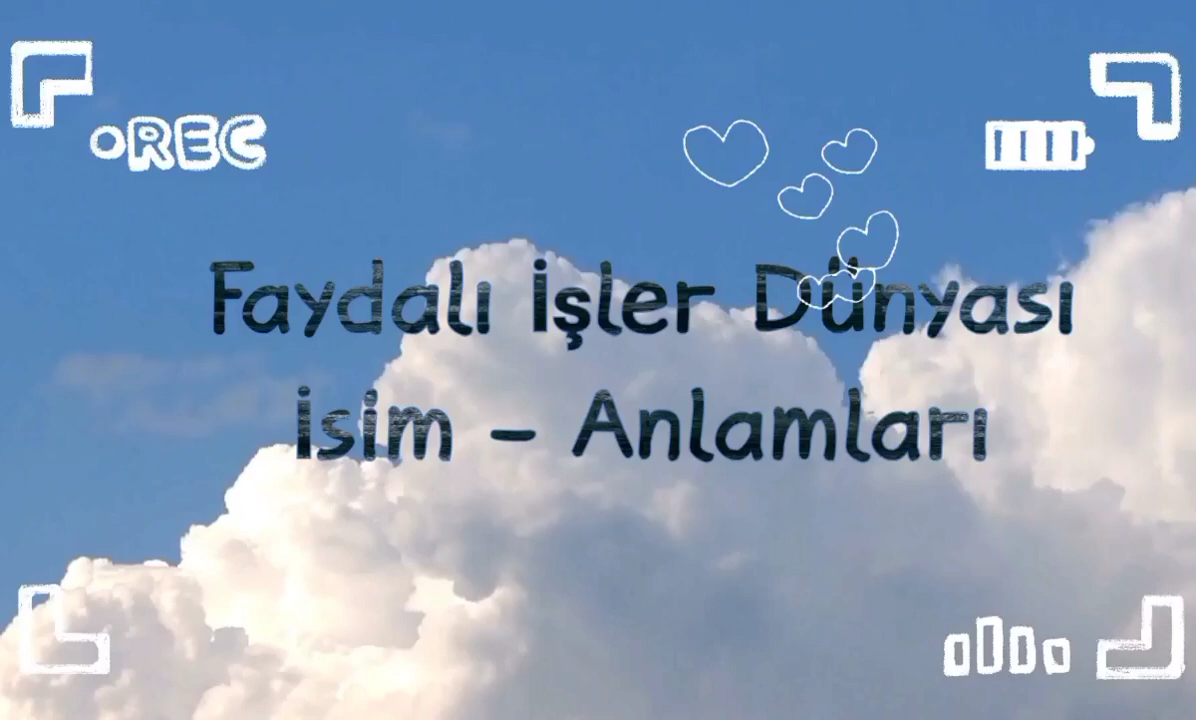 REC
Faydalı İşler Dünyası
İsim - Anlamları